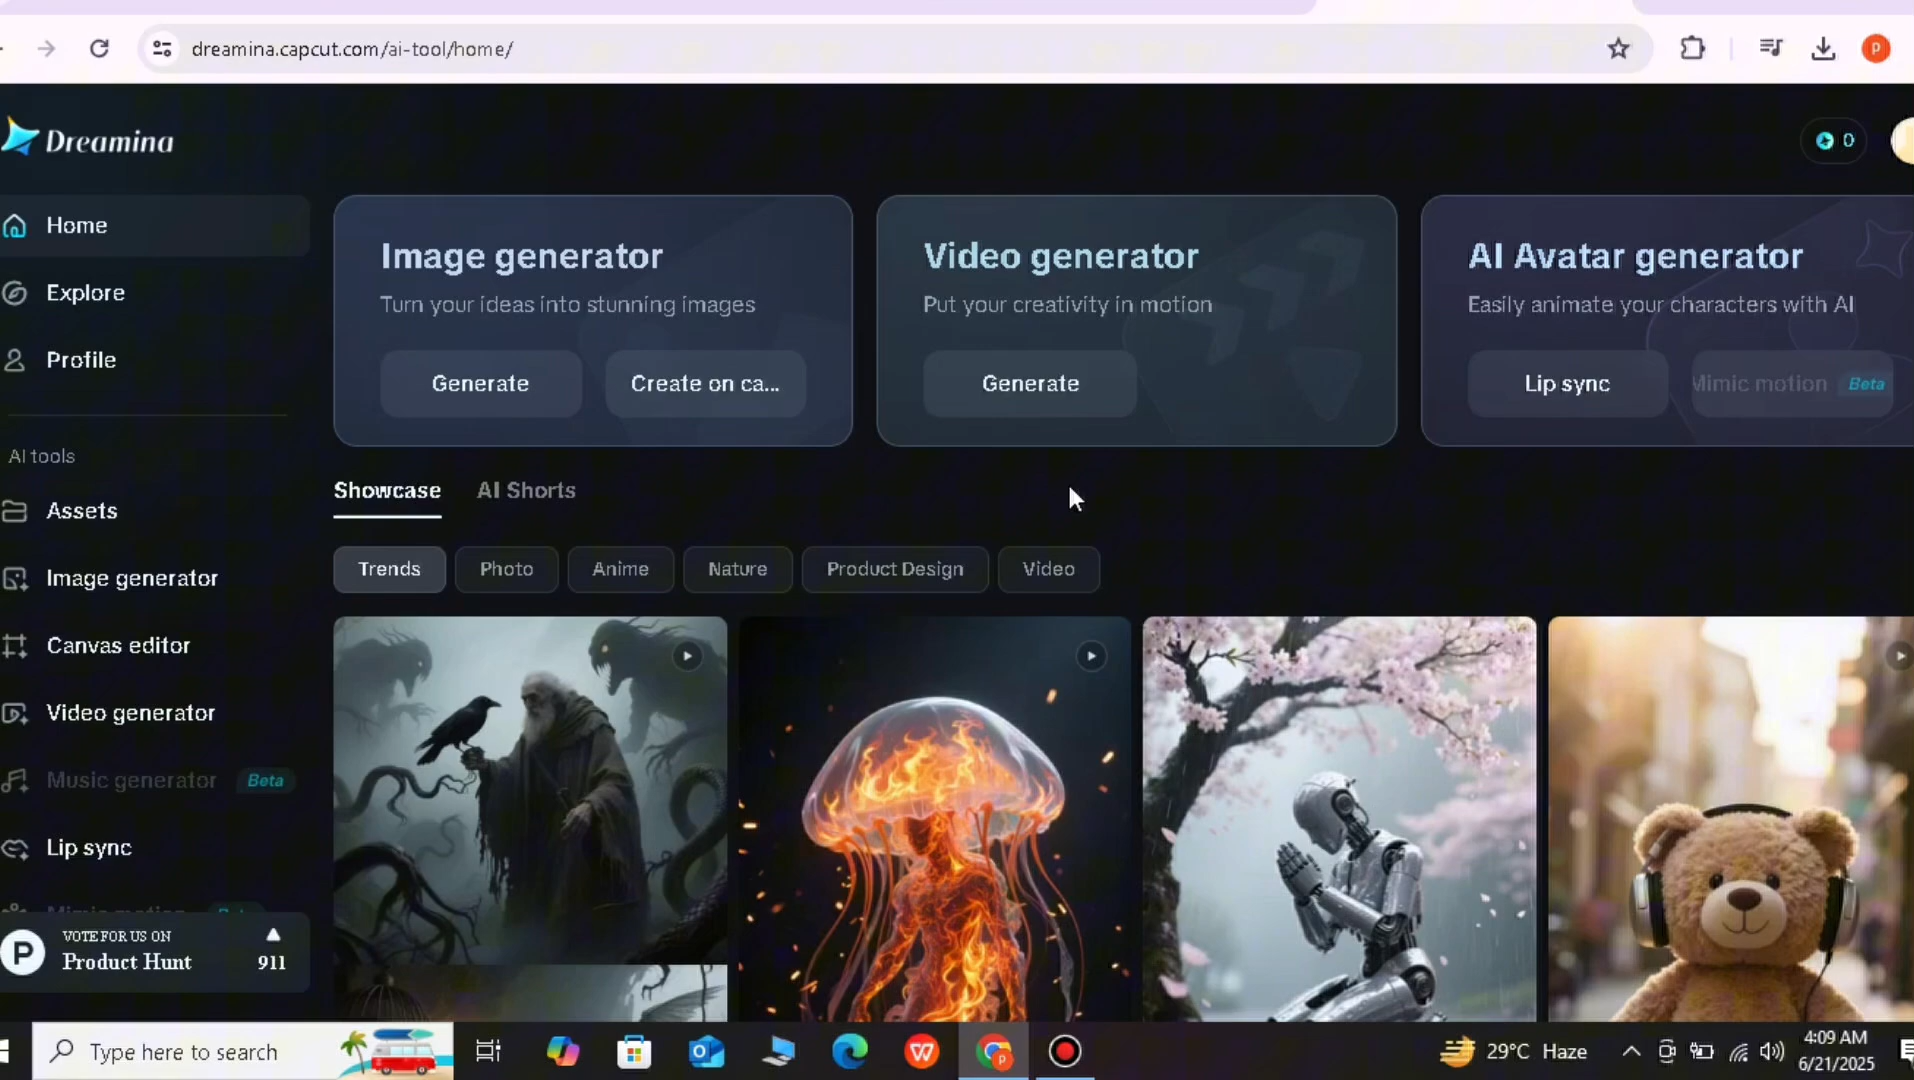 dreamina.capcut.com/ai-tool/home/
P
Dreamina
0
Home
Explore
Profile
AI tools
Assets
Image generator
Canvas editor
Video generator
Music generator Beta
Lip sync
Mimic motion
VOTE FOR US ON
Product Hunt 911
P
Image generator
Turn your ideas into stunning images
Generate Create on ca...
Video generator
Put your creativity in motion
Generate
AI Avatar generator
Easily animate your characters with AI
Lip sync Mimic motion Beta
Showcase AI Shorts
Trends Photo Anime Nature Product Design Video
Type here to search
29°C Haze
4:09 AM
6/21/2025